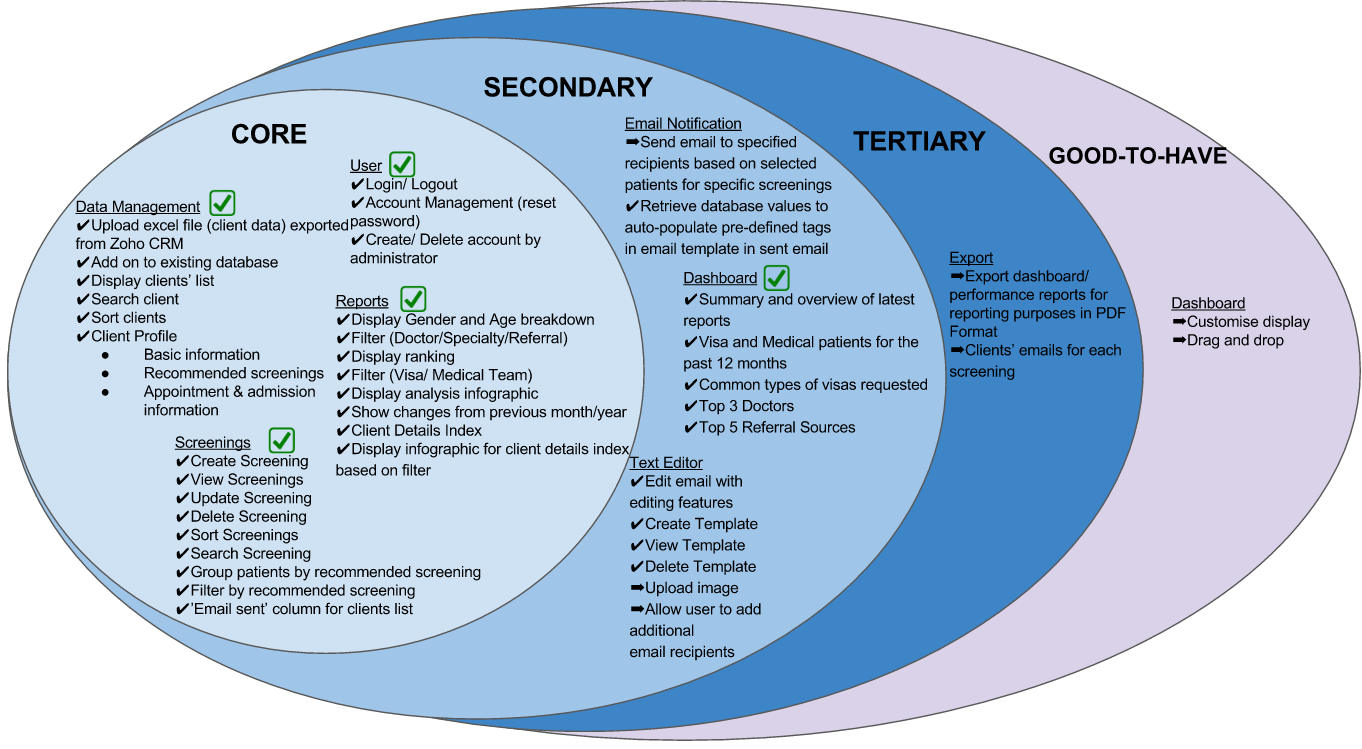 CORE
User
✔Login/ Logout
✔Account Management (reset
password)
✔Create/ Delete account by
administrator
Data Management
✔Upload excel file (client data) exported
from Zoho CRM
✔Add on to existing database
✔Display clients' list
✔Search client
✔Sort clients
✔Client Profile
● Basic information
● Recommended screenings
● Appointment & admission
information
Reports
✔Display Gender and Age breakdown
✔Filter (Doctor/Specialty/Referral)
✔Display ranking
✔Filter (Visa/ Medical Team)
✔Display analysis infographic
✔Show changes from previous month/year
✔Client Details Index
✔Display infographic for client details index
based on filter
Screenings
✔Create Screening
✔View Screenings
✔Update Screening
✔Delete Screening
✔Sort Screenings
✔Search Screening
✔Group patients by recommended screening
✔Filter by recommended screening
✔'Email sent' column for clients list
SECONDARY
Email Notification
➡Send email to specified
recipients based on selected
patients for specific screenings
✔Retrieve database values to
auto-populate pre-defined tags
in email template in sent email
Dashboard
✔Summary and overview of latest
reports
✔Visa and Medical patients for the
past 12 months
✔Common types of visas requested
✔Top 3 Doctors
✔Top 5 Referral Sources
Text Editor
✔Edit email with
editing features
✔Create Template
✔View Template
✔Delete Template
➡Upload image
➡Allow user to add
additional
email recipients
TERTIARY
Export
➡Export dashboard/
performance reports for
reporting purposes in PDF
Format
➡Clients' emails for each
screening
GOOD-TO-HAVE
Dashboard
➡Customise display
➡Drag and drop